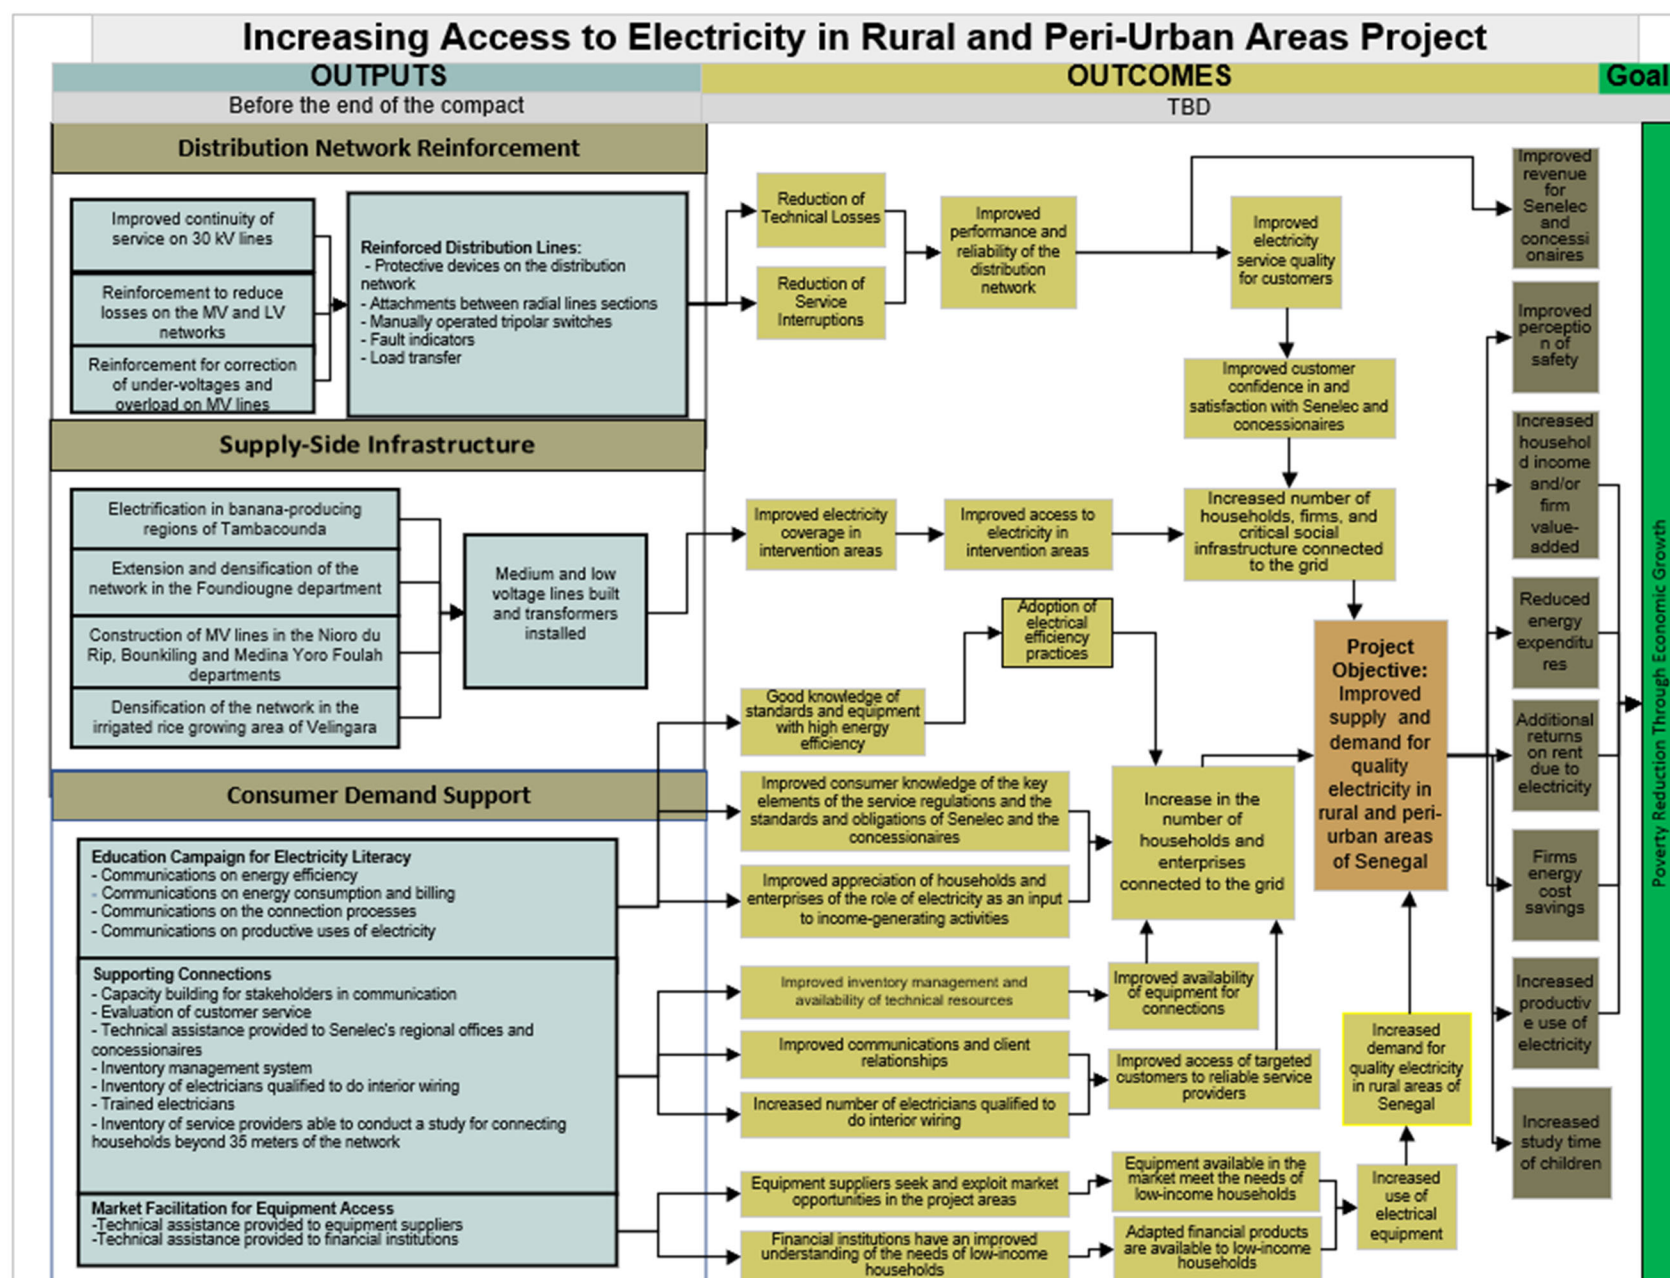 Increasing Access to Electricity in Rural and Peri-Urban Areas Project
OUTPUTS
OUTCOMES
Goal
Before the end of the compact
TBD
Distribution Network Reinforcement
Improved continuity of
service on 30 kV lines
Reinforcement to reduce
losses on the MV and LV
networks
Reinforcement for correction
of under-voltages and
overload on MV lines
Reinforced Distribution Lines:
- Protective devices on the distribution
network
- Attachments between radial lines sections
- Manually operated tripolar switches
- Fault indicators
- Load transfer
Reduction of
Technical Losses
Reduction of
Service
Interruptions
Improved
performance and
reliability of the
distribution
network
Improved
electricity
service quality
for customers
Improved customer
confidence in and
satisfaction with Senelec and
concessionaires
Supply-Side Infrastructure
Electrification in banana-producing
regions of Tambacounda
Extension and densification of the
network in the Foundiougne department
Construction of MV lines in the Nioro du
Rip, Bounkiling and Medina Yoro Foulah
departments
Densification of the network in the
irrigated rice growing area of Velingara
Medium and low
voltage lines built
and transformers
installed
Improved electricity
coverage in
intervention areas
Improved access to
electricity in
intervention areas
Increased number of
households, firms, and
critical social
infrastructure connected
to the grid
Adoption of
electrical
efficiency
practices
Good knowledge of
standards and equipment
with high energy
efficiency
Consumer Demand Support
Education Campaign for Electricity Literacy
- Communications on energy efficiency
- Communications on energy consumption and billing
- Communications on the connection processes
- Communications on productive uses of electricity
Supporting Connections
- Capacity building for stakeholders in communication
- Evaluation of customer service
- Technical assistance provided to Senelec's regional offices and
concessionaires
- Inventory management system
- Inventory of electricians qualified to do interior wiring
- Trained electricians
- Inventory of service providers able to conduct a study for connecting
households beyond 35 meters of the network
Market Facilitation for Equipment Access
-Technical assistance provided to equipment suppliers
-Technical assistance provided to financial institutions
Improved consumer knowledge of the key
elements of the service regulations and the
standards and obligations of Senelec and the
concessionaires
Improved appreciation of households and
enterprises of the role of electricity as an input
to income-generating activities
Improved inventory management and
availability of technical resources
Improved communications and client
relationships
Increased number of electricians qualified to
do interior wiring
Equipment suppliers seek and exploit market
opportunities in the project areas
Financial institutions have an improved
understanding of the needs of low-income
households
Increase in the
number of
households and
enterprises
connected to the grid
Improved availability
of equipment for
connections
Improved access of targeted
customers to reliable service
providers
Equipment available in the
market meet the needs of
low-income households
Adapted financial products
are available to low-income
households
Project
Objective:
Improved
supply and
demand for
quality
electricity in
rural and peri-
urban areas
of Senegal
Increased
demand for
quality electricity
in rural areas of
Senegal
Increased
use of
electrical
equipment
Improved
revenue
for
Senelec
and
concessi
onaires
Improved
perceptio
n of
safety
Increased
househol
d income
and/or
firm
value-
added
Reduced
energy
expenditu
res
Additional
returns
on rent
due to
electricity
Firms
energy
cost
savings
Increased
productiv
e use of
electricity
Increased
study time
of children
Poverty Reduction Through Economic Growth